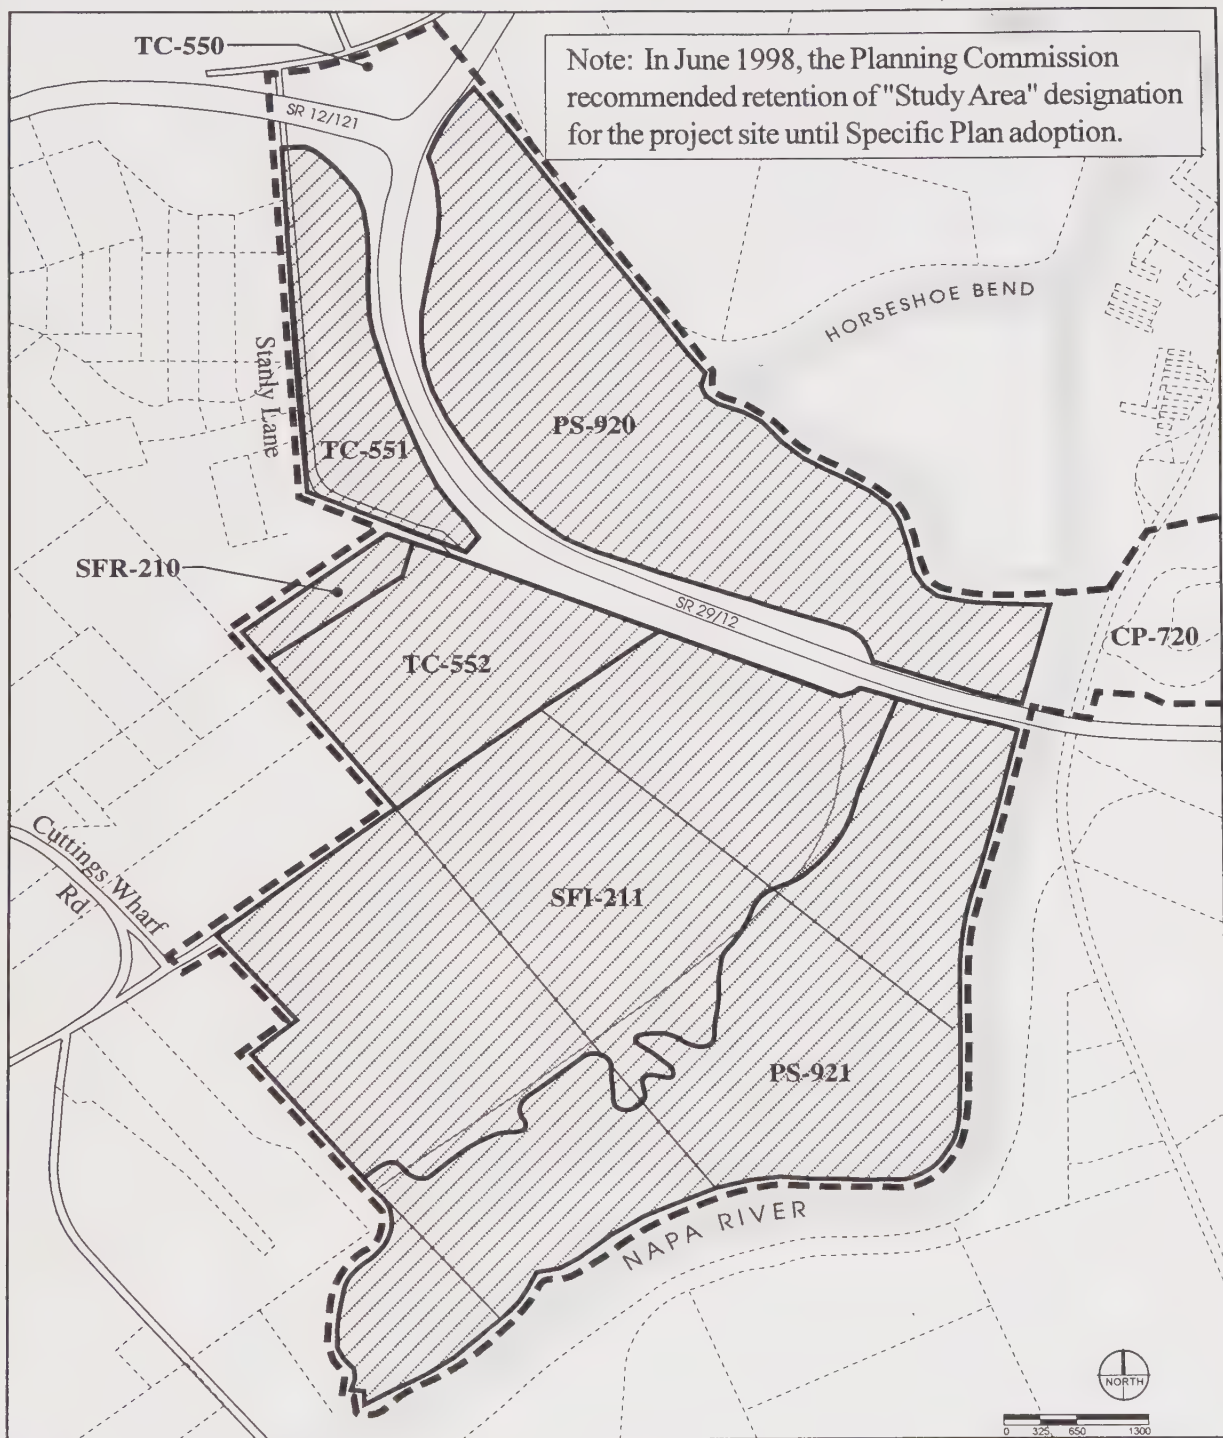 TC-550
Note: In June 1998, the Planning Commission
recommended retention of "Study Area" designation
for the project site until Specific Plan adoption.
SR 12/121
HORSESHOE BEND
Stanly Lane
PS-920
TC-551
SFR-210
SR 29/12
CP-720
TC-552
Cuttings Wharf
Rd.
SFI-211
PS-921
NAPA RIVER
NORTH
0 325 650 1300